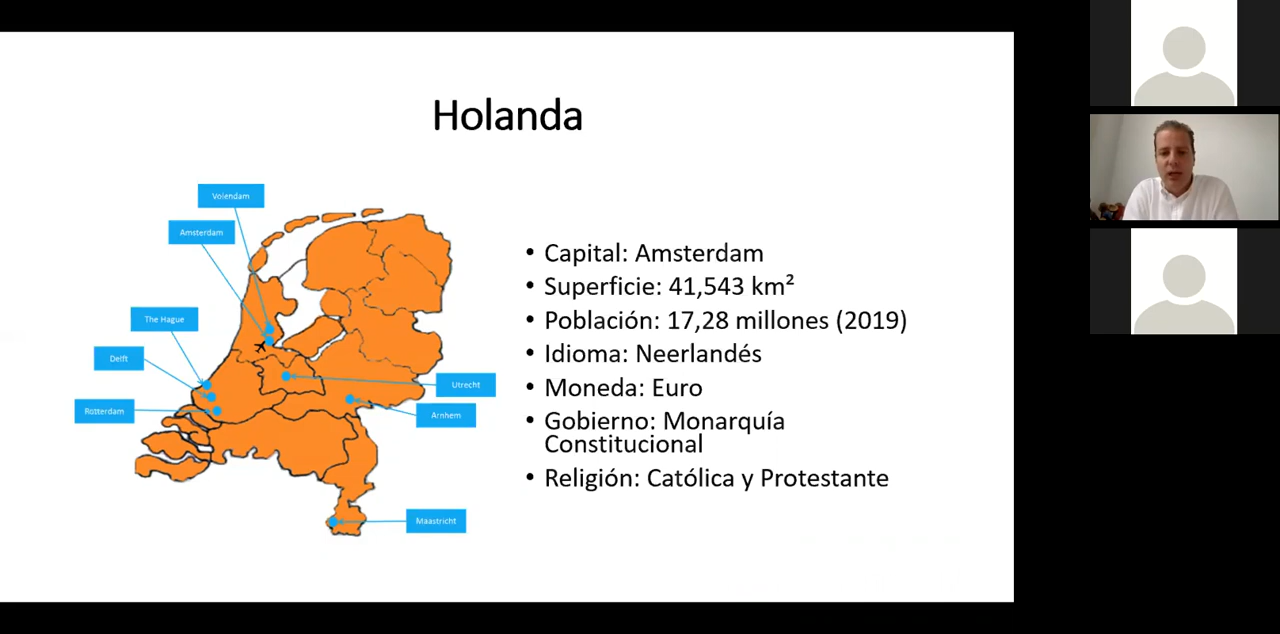 Holanda
Volendam
Amsterdam
The Hague
Delft
Rotterdam
Utrecht
Arnhem
Maastricht
• Capital: Amsterdam
• Superficie: 41,543 km²
• Población: 17,28 millones (2019)
• Idioma: Neerlandés
• Moneda: Euro
• Gobierno: Monarquía
Constitucional
• Religión: Católica y Protestante